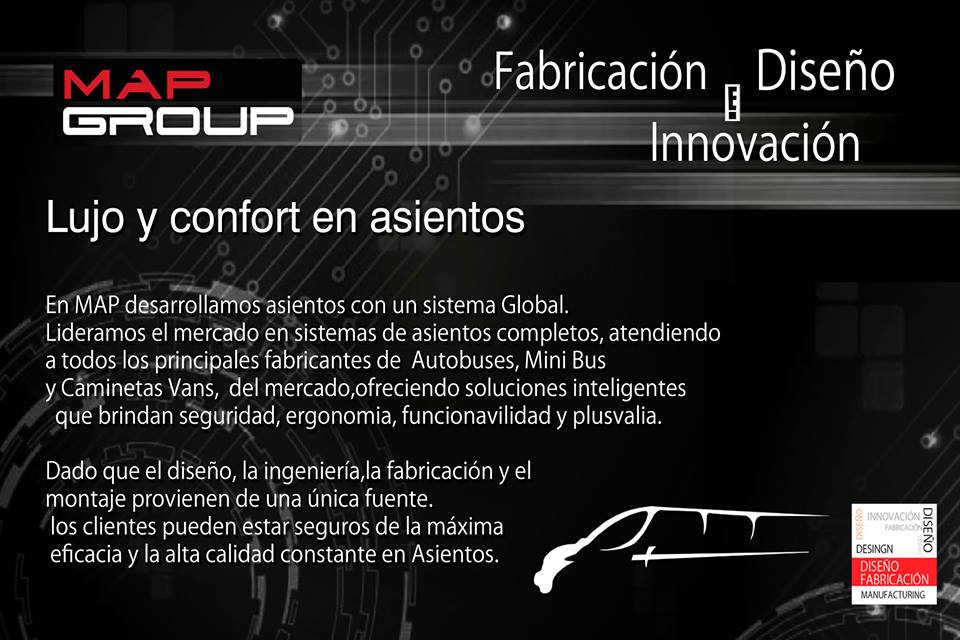 MAP
GROUP
Fabricación Diseño
E
Innovación
Lujo y confort en asientos
En MAP desarrollamos asientos con un sistema Global.
Lideramos el mercado en sistemas de asientos completos, atendiendo
a todos los principales fabricantes de Autobuses, Mini Bus
y Caminetas Vans, del mercado,ofreciendo soluciones inteligentes
que brindan seguridad, ergonomia, funcionavilidad y plusvalia.
Dado que el diseño, la ingeniería,la fabricación y el
montaje provienen de una única fuente.
los clientes pueden estar seguros de la máxima
eficacia y la alta calidad constante en Asientos.
DISEÑO
INNOVACIÓN
FABRICACIÓN
DISEÑO
DESINGN
DISEÑO
FABRICACIÓN
MANUFACTURING